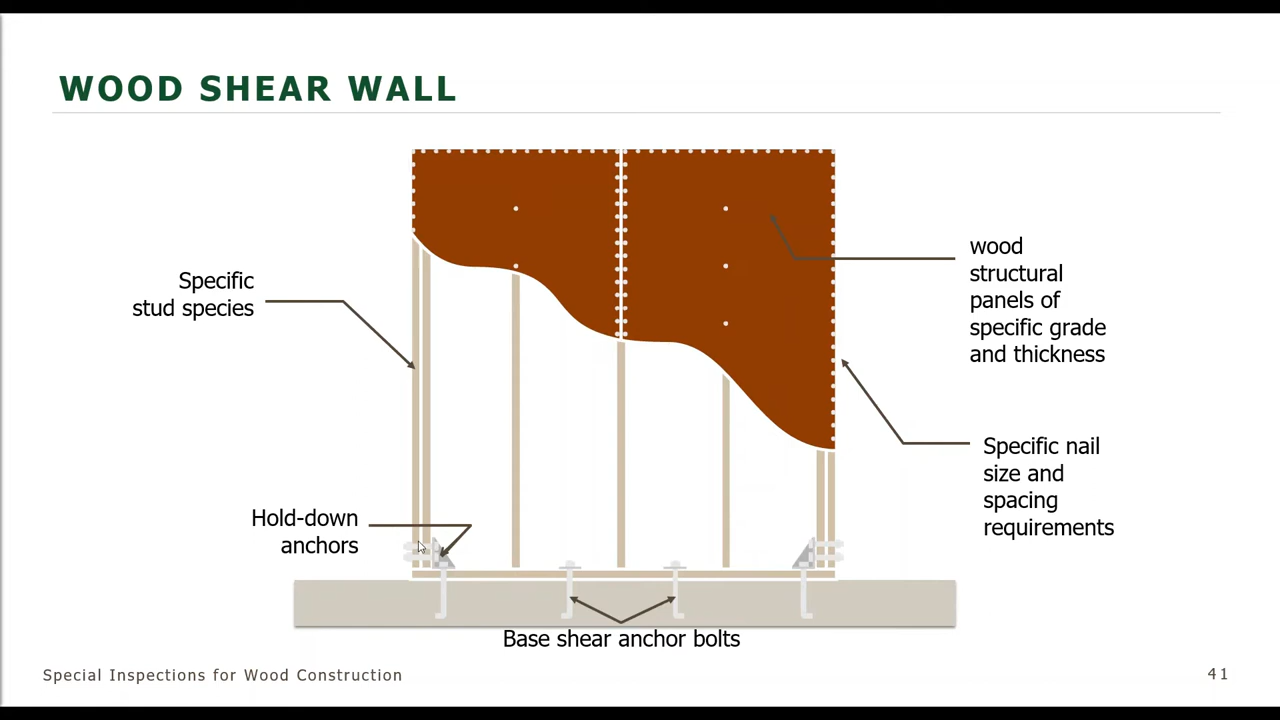 WOOD SHEAR WALL
Specific
stud species
wood
structural
panels of
specific grade
and thickness
Specific nail
size and
spacing
requirements
Hold-down
anchors
Base shear anchor bolts
Special Inspections for Wood Construction
41